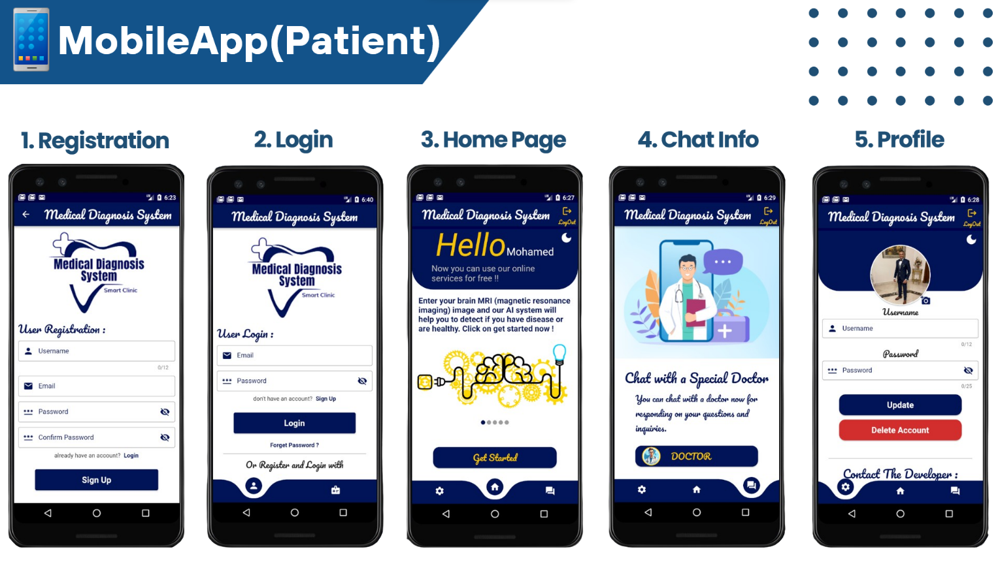 MobileApp(Patient)
1. Registration
6:23
Medical Diagnosis System
Medical Diagnosis
System
Smart Clinic
User Registration :
Username
0/12
Email
Password
Confirm Password
already have an account? Login
Sign Up
2. Login
6:40
Medical Diagnosis System
Medical Diagnosis
System
Smart Clinic
User Login :
Email
Password
don't have an account? Sign Up
Login
Forget Password ?
Or Register and Login with
3. Home Page
6:27
Medical Diagnosis System
LogOut
Hello Mohamed
Now you can use our online
services for free !!
Enter your brain MRI (magnetic resonance
imaging) image and our AI system will
help you to detect if you have disease or
are healthy. Click on get started now !
Get Started
4. Chat Info
6:29
Medical Diagnosis System
LogOut
Chat with a Special Doctor
You can chat with a doctor now for
responding on your questions and
inquiries.
DOCTOR
5. Profile
6:28
Medical Diagnosis System
LogOut
Username
Username
0/12
Password
Password
0/25
Update
Delete Account
Contact The Developer :